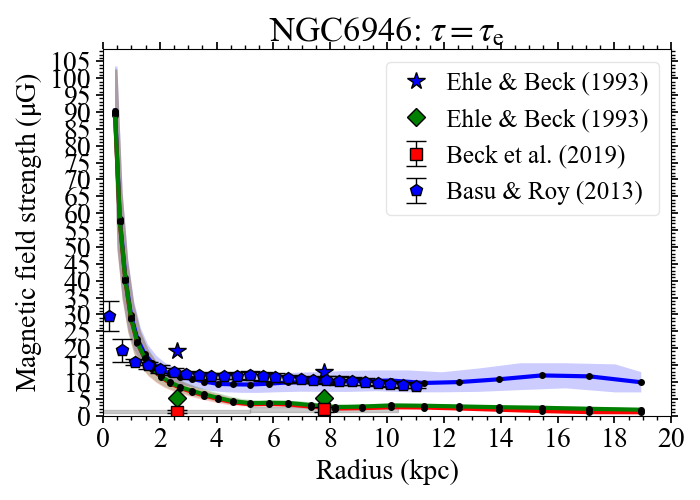 NGC6946: τ = τe
Magnetic field strength (μG)
105
100
95
90
85
80
75
70
65
60
55
50
45
40
35
30
25
20
15
10
5
0
Ehle & Beck (1993)
Ehle & Beck (1993)
Beck et al. (2019)
Basu & Roy (2013)
0 2 4 6 8 10 12 14 16 18 20
Radius (kpc)